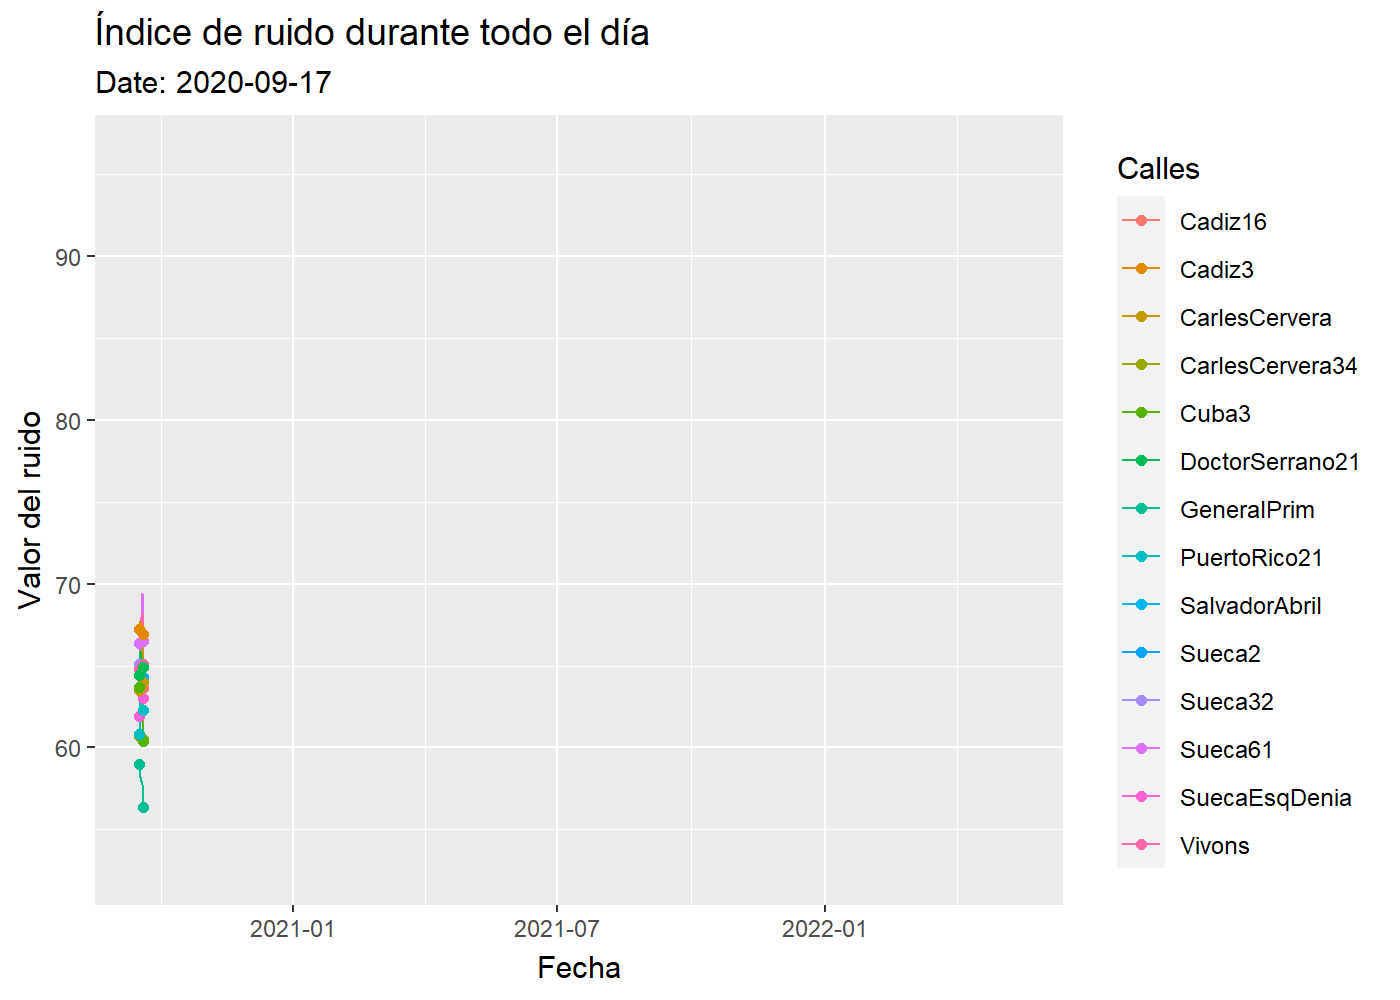 Índice de ruido durante todo el día
Date: 2020-09-17
Valor del ruido
90
80
70
60
2021-01
2021-07
2022-01
Fecha
Calles
Cadiz16
Cadiz3
CarlesCervera
CarlesCervera34
Cuba3
DoctorSerrano21
GeneralPrim
PuertoRico21
SalvadorAbril
Sueca2
Sueca32
Sueca61
SuecaEsqDenia
Vivons